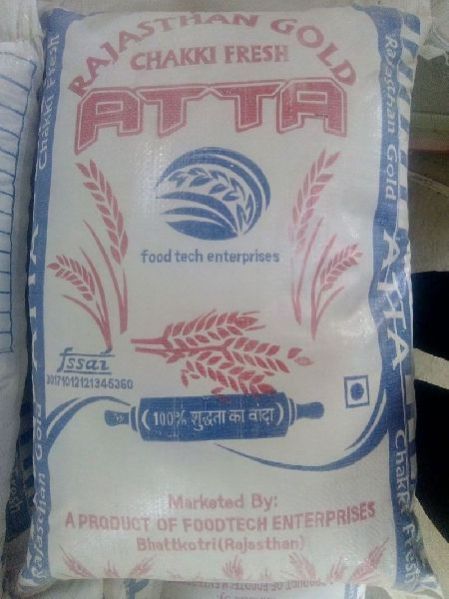 RAJASTHAN GOLD
CHAKKI FRESH
ATTA
food tech enterprises
fssai
30171012121345360
( 100% शुद्धता का वादा )
Marketed By:
A PRODUCT OF FOODTECH ENTERPRISES
Bhattkotri(Rajasthan)
Chakki Fresh
ATTA
Rajasthan Gold
Rajasthan Gold
ATTA
Chakki Fresh